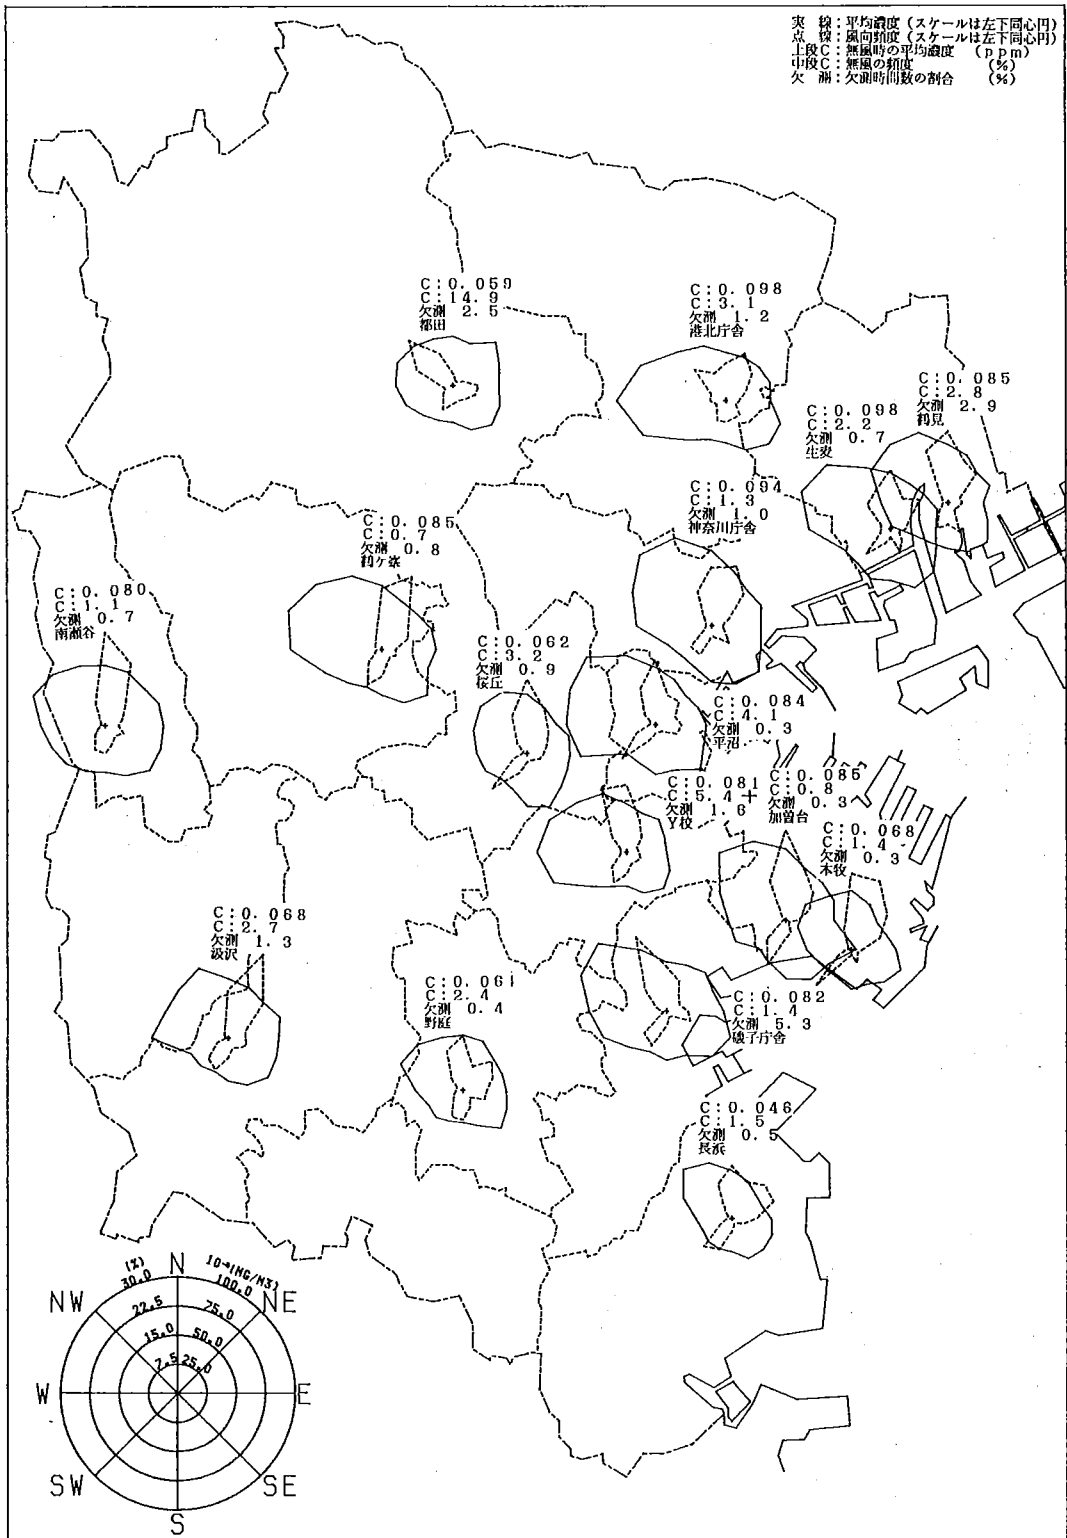 実　線：平均濃度（スケールは左下同心円）
点　線：風向頻度（スケールは左下同心円）
上段C：無風時の平均濃度　（ppm）
中段C：無風の頻度　（%）
欠　測：欠測時間数の割合　（%）
C:0.059
C:14.9
欠測 2.5
都田
C:0.098
C:3.1
欠測 1.2
港北庁舎
C:0.085
C:2.8
欠測 2.9
鶴見
C:0.098
C:2.2
欠測 0.7
生麦
C:0.094
C:1.3
欠測 1.0
神奈川庁舎
C:0.085
C:0.7
欠測 0.8
鶴ケ峯
C:0.080
C:1.1
欠測 0.7
南瀬谷
C:0.062
C:3.2
欠測 0.9
桜丘
C:0.084
C:4.1
欠測 0.3
平沼
C:0.081
C:5.4
欠測 1.6
Y校
C:0.085
C:0.8
欠測 0.3
加曽台
C:0.068
C:1.4
欠測 0.3
本牧
C:0.068
C:2.7
欠測 1.3
汲沢
C:0.061
C:2.4
欠測 0.4
野庭
C:0.082
C:1.4
欠測 5.3
磯子庁舎
C:0.046
C:1.5
欠測 0.5
長浜
(%)
30.0
N
(MG/M3)
100.0
NW
22.5
75.0
NE
15.0
50.0
7.5
25.0
W
E
SW
SE
S